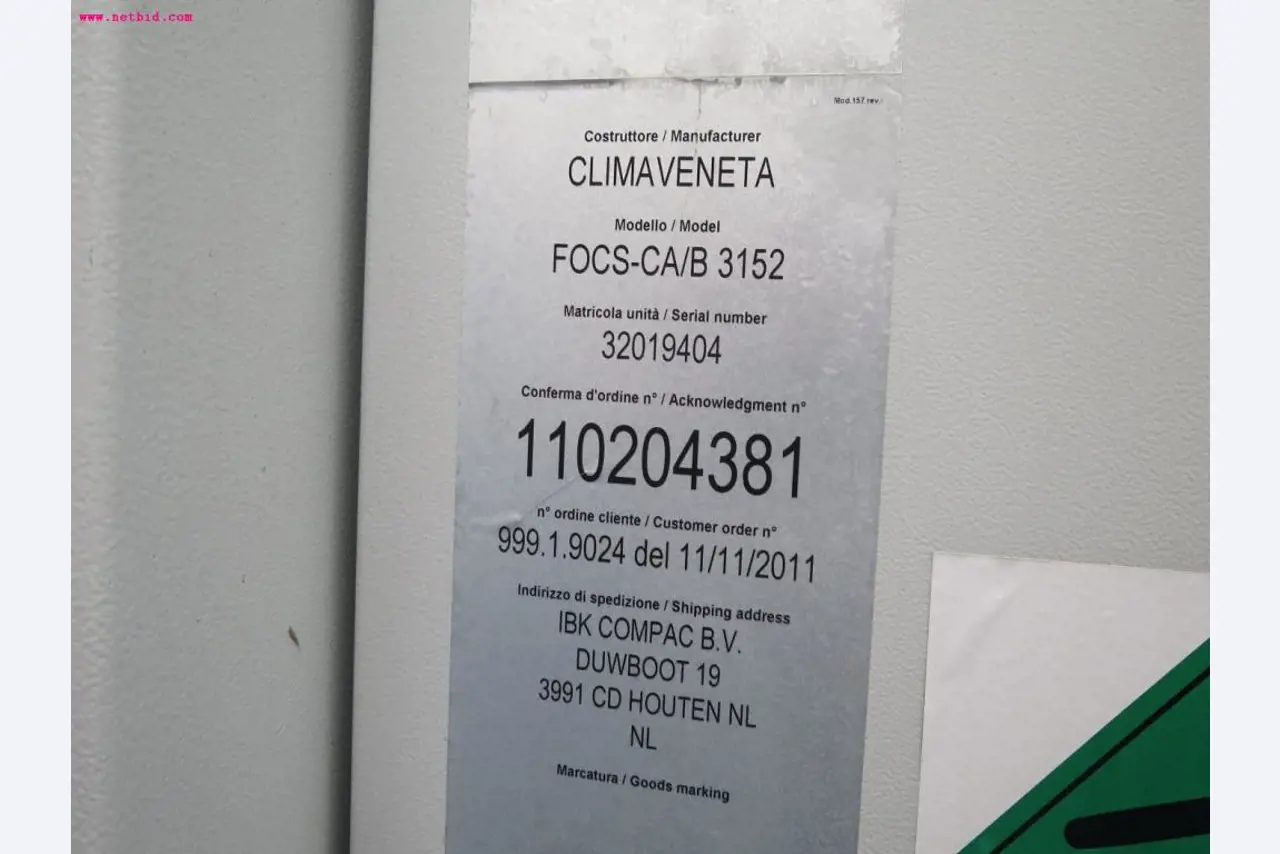 www.netbid.com
Mod.157 rev.
Costruttore / Manufacturer
CLIMAVENETA
Modello / Model
FOCS-CA/B 3152
Matricola unità / Serial number
32019404
Conferma d'ordine n° / Acknowledgment n°
110204381
n° ordine cliente / Customer order n°
999.1.9024 del 11/11/2011
Indirizzo di spedizione / Shipping address
IBK COMPAC B.V.
DUWBOOT 19
3991 CD HOUTEN NL
NL
Marcatura / Goods marking